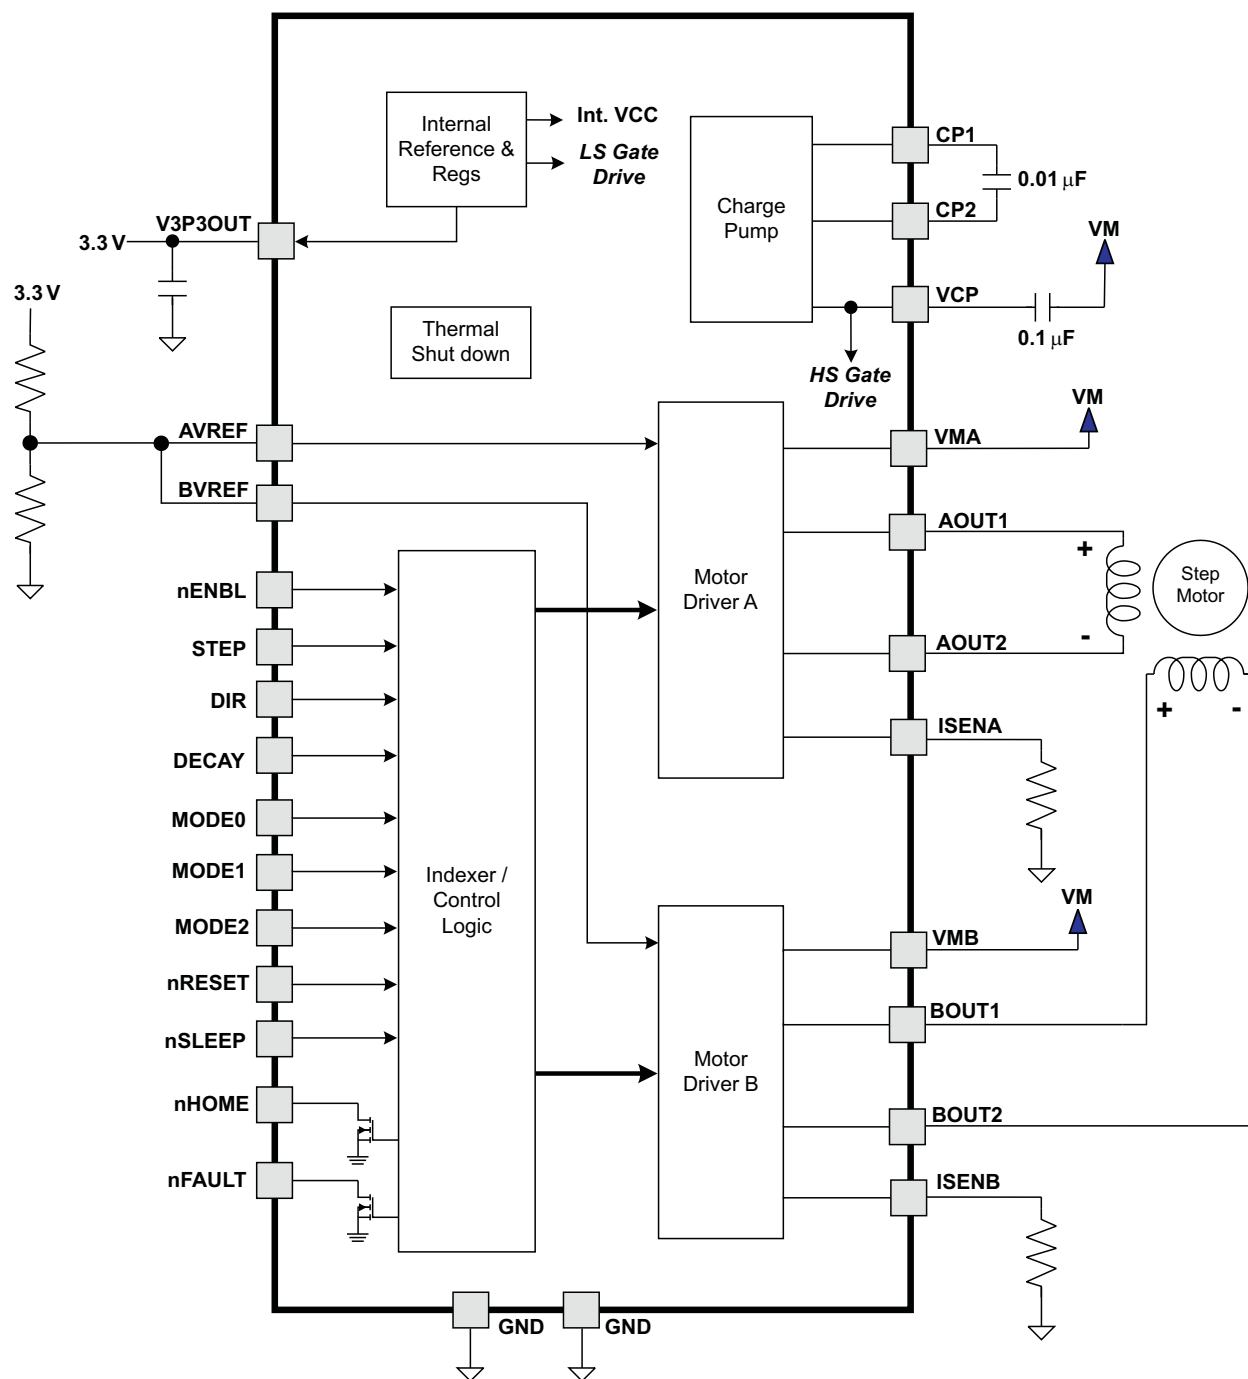 Internal
Reference &
Regs
Int. VCC
LS Gate
Drive
Charge
Pump
CP1
0.01 μF
CP2
VM
VCP
0.1 μF
HS Gate
Drive
V3P3OUT
3.3 V
3.3 V
Thermal
Shut down
AVREF
BVREF
nENBL
STEP
DIR
DECAY
MODE0
MODE1
MODE2
nRESET
nSLEEP
nHOME
nFAULT
Indexer /
Control
Logic
Motor
Driver A
VM
VMA
AOUT1
+
-
Step
Motor
AOUT2
+ -
ISENA
Motor
Driver B
VM
VMB
BOUT1
BOUT2
ISENB
GND
GND